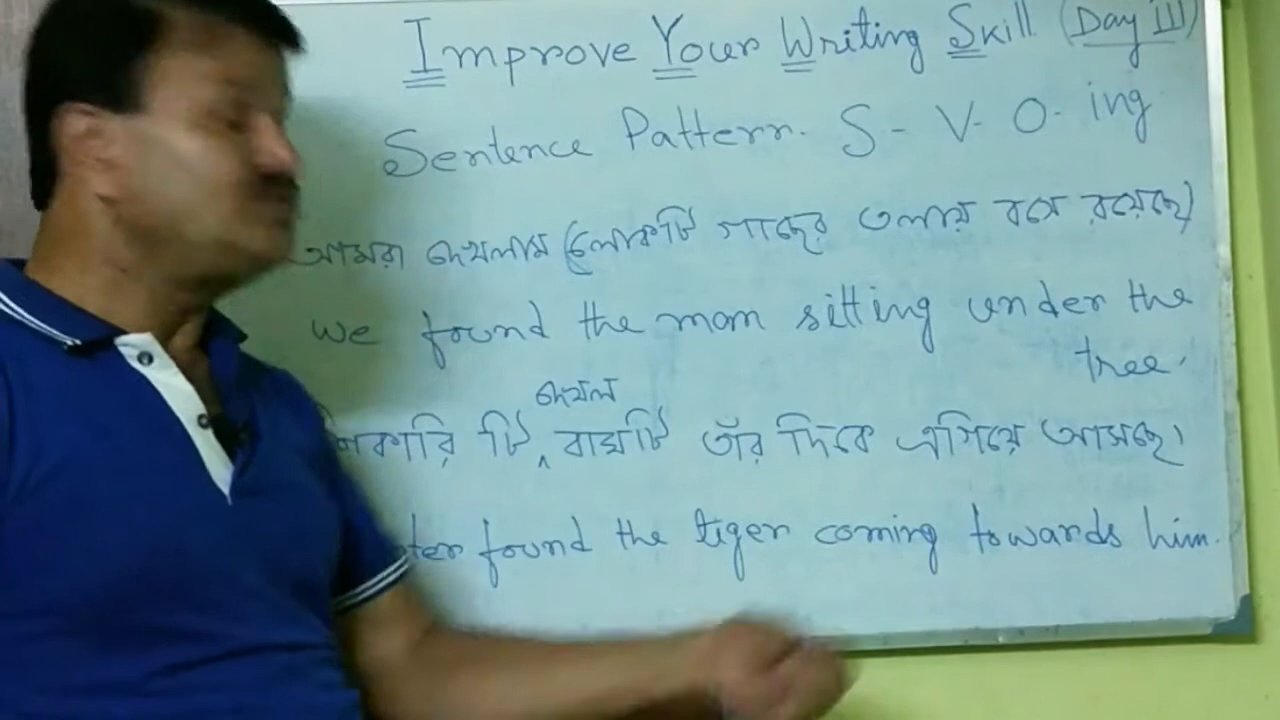 Improve Your Writing Skill (Day III)
Sentence Pattern. S - V - O - ing
আমরা দেখলাম (লোকটি গাছের তলায় বসে রয়েছে)
we found the man sitting under the
tree.
দেখল
শিকারি টি ^ বাঘটি তাঁর দিকে এগিয়ে আসছে।
ter found the tiger coming towards him.